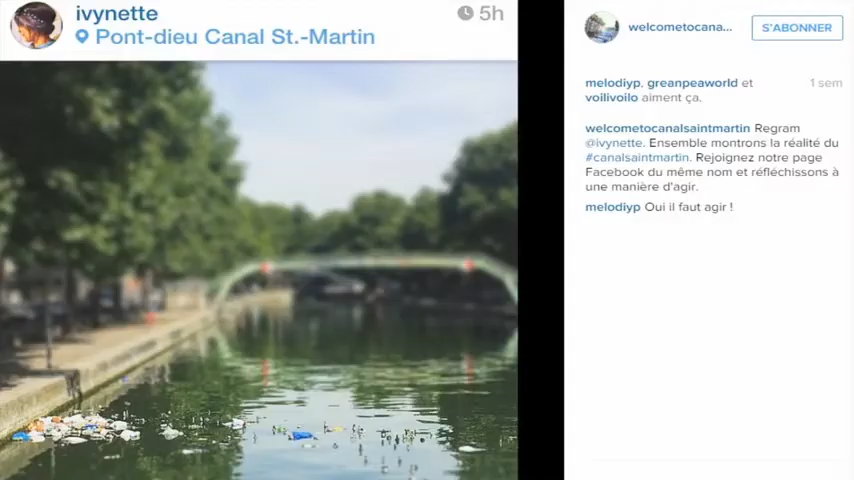 ivynette
5h
Pont-dieu Canal St.-Martin
welcometocana...
S'ABONNER
melodiyp, greanpeaworld et
1 sem
voilivoilo aiment ça.
welcometocanalsaintmartin Regram
@ivynette. Ensemble montrons la réalité du
#canalsaintmartin. Rejoignez notre page
Facebook du même nom et réfléchissons à
une manière d'agir.
melodiyp Oui il faut agir !